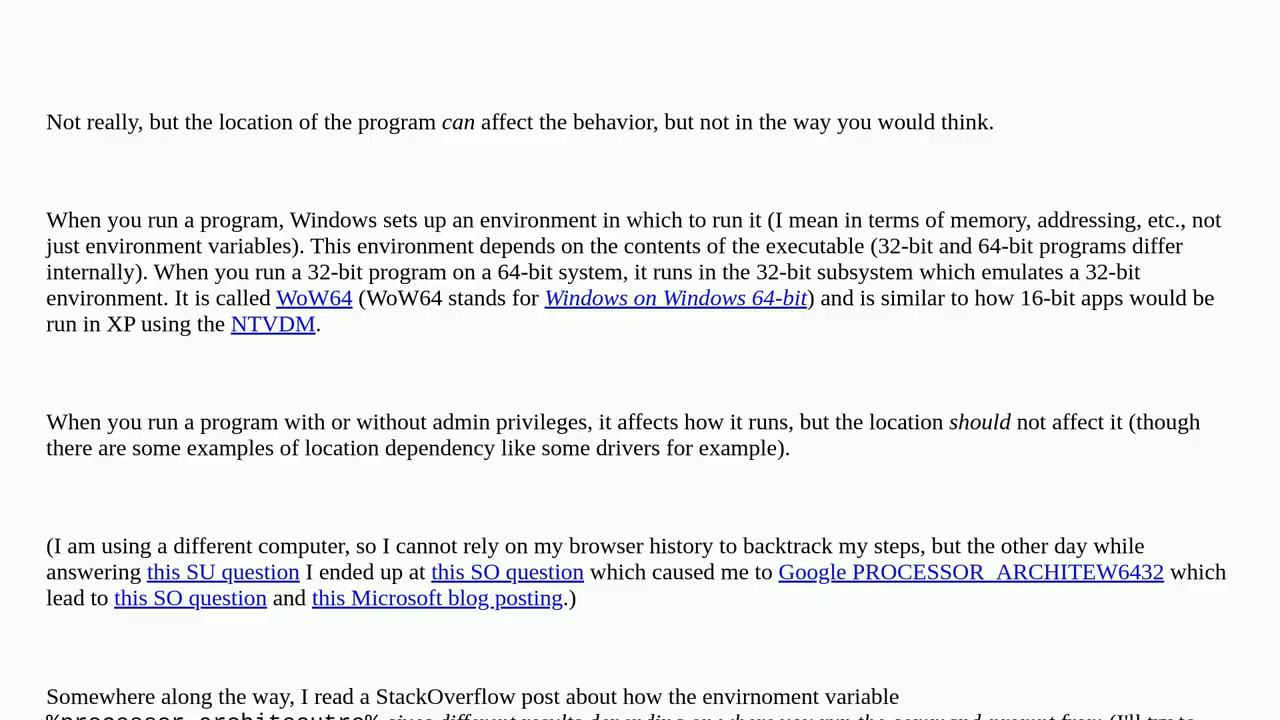 Not really, but the location of the program can affect the behavior, but not in the way you would think.
When you run a program, Windows sets up an environment in which to run it (I mean in terms of memory, addressing, etc., not
just environment variables). This environment depends on the contents of the executable (32-bit and 64-bit programs differ
internally). When you run a 32-bit program on a 64-bit system, it runs in the 32-bit subsystem which emulates a 32-bit
environment. It is called WoW64 (WoW64 stands for Windows on Windows 64-bit) and is similar to how 16-bit apps would be
run in XP using the NTVDM.
When you run a program with or without admin privileges, it affects how it runs, but the location should not affect it (though
there are some examples of location dependency like some drivers for example).
(I am using a different computer, so I cannot rely on my browser history to backtrack my steps, but the other day while
answering this SU question I ended up at this SO question which caused me to Google PROCESSOR_ARCHITEW6432 which
lead to this SO question and this Microsoft blog posting.)
Somewhere along the way, I read a StackOverflow post about how the envirnoment variable